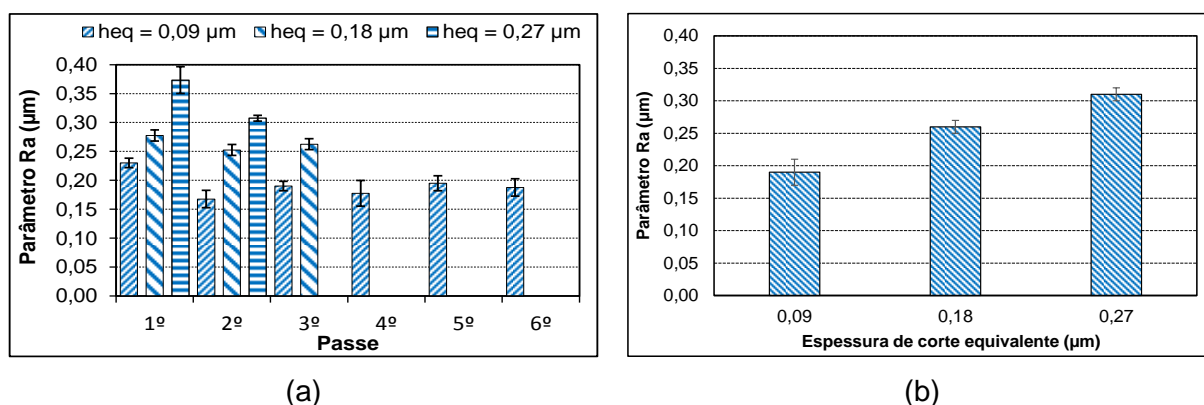 heq = 0,09 µm heq = 0,18 µm heq = 0,27 µm
0,40
0,35
0,30
0,25
0,20
0,15
0,10
0,05
0,00
Parâmetro Ra (µm)
1º 2º 3º 4º 5º 6º
Passe
(a)
0,40
0,35
0,30
0,25
0,20
0,15
0,10
0,05
0,00
Parâmetro Ra (µm)
0,09 0,18 0,27
Espessura de corte equivalente (µm)
(b)